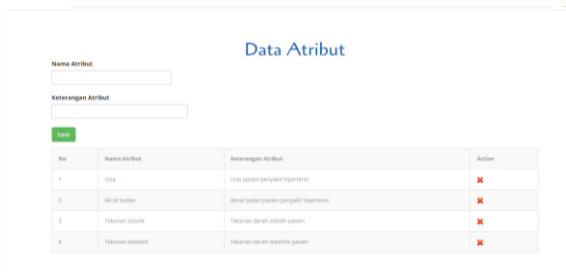 Data Atribut
Nama Atribut
Keterangan Atribut
Save
No Nama Atribut Keterangan Atribut Action
1 Usia Usia pasien penyakit hipertensi
2 Berat badan Berat badan pasien penyakit hipertensi
3 Tekanan sistolik Tekanan darah sistolik pasien
4 Tekanan diastolik Tekanan darah diastolik pasien